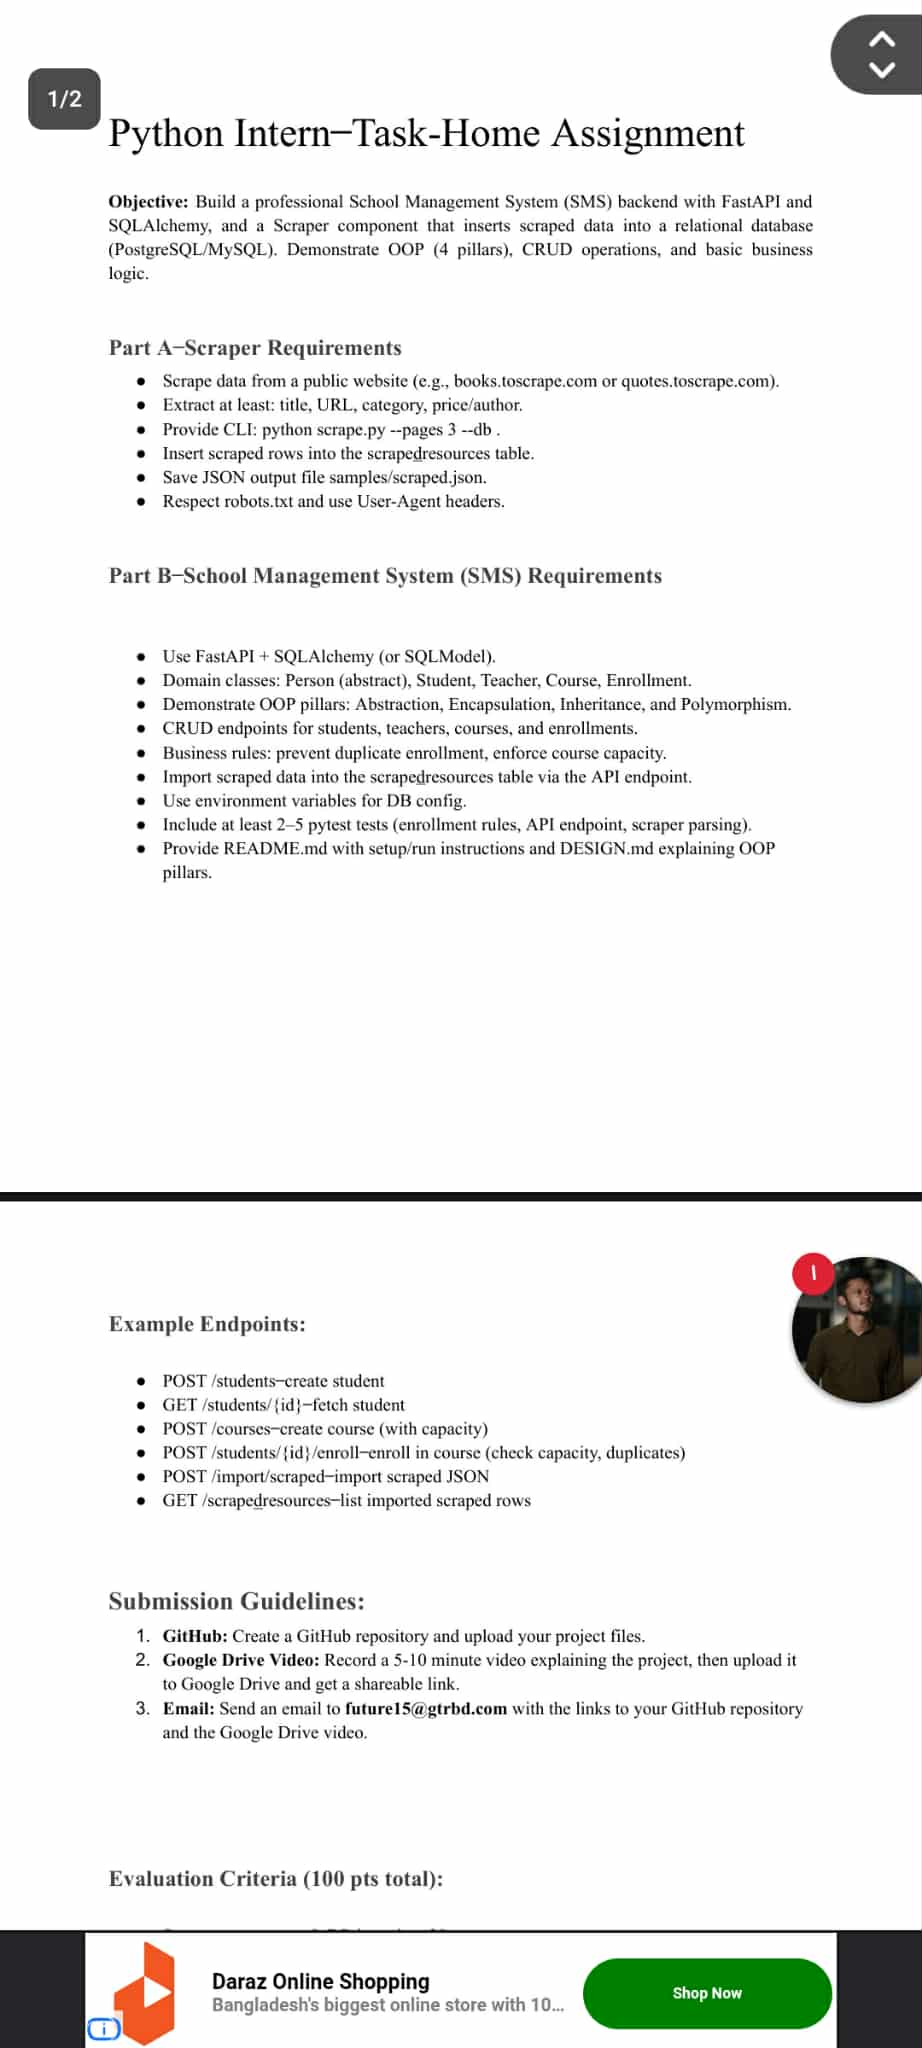 1/2
Python Intern–Task-Home Assignment
Objective: Build a professional School Management System (SMS) backend with FastAPI and
SQLAlchemy, and a Scraper component that inserts scraped data into a relational database
(PostgreSQL/MySQL). Demonstrate OOP (4 pillars), CRUD operations, and basic business
logic.
Part A–Scraper Requirements
● Scrape data from a public website (e.g., books.toscrape.com or quotes.toscrape.com).
● Extract at least: title, URL, category, price/author.
● Provide CLI: python scrape.py --pages 3 --db .
● Insert scraped rows into the scrapedresources table.
● Save JSON output file samples/scraped.json.
● Respect robots.txt and use User-Agent headers.
Part B–School Management System (SMS) Requirements
● Use FastAPI + SQLAlchemy (or SQLModel).
● Domain classes: Person (abstract), Student, Teacher, Course, Enrollment.
● Demonstrate OOP pillars: Abstraction, Encapsulation, Inheritance, and Polymorphism.
● CRUD endpoints for students, teachers, courses, and enrollments.
● Business rules: prevent duplicate enrollment, enforce course capacity.
● Import scraped data into the scrapedresources table via the API endpoint.
● Use environment variables for DB config.
● Include at least 2–5 pytest tests (enrollment rules, API endpoint, scraper parsing).
● Provide README.md with setup/run instructions and DESIGN.md explaining OOP
pillars.
Example Endpoints:
● POST /students–create student
● GET /students/{id}–fetch student
● POST /courses–create course (with capacity)
● POST /students/{id}/enroll–enroll in course (check capacity, duplicates)
● POST /import/scraped–import scraped JSON
● GET /scrapedresources–list imported scraped rows
Submission Guidelines:
1. GitHub: Create a GitHub repository and upload your project files.
2. Google Drive Video: Record a 5-10 minute video explaining the project, then upload it
to Google Drive and get a shareable link.
3. Email: Send an email to future15@gtrbd.com with the links to your GitHub repository
and the Google Drive video.
Evaluation Criteria (100 pts total):
Daraz Online Shopping
Bangladesh's biggest online store with 10...
Shop Now